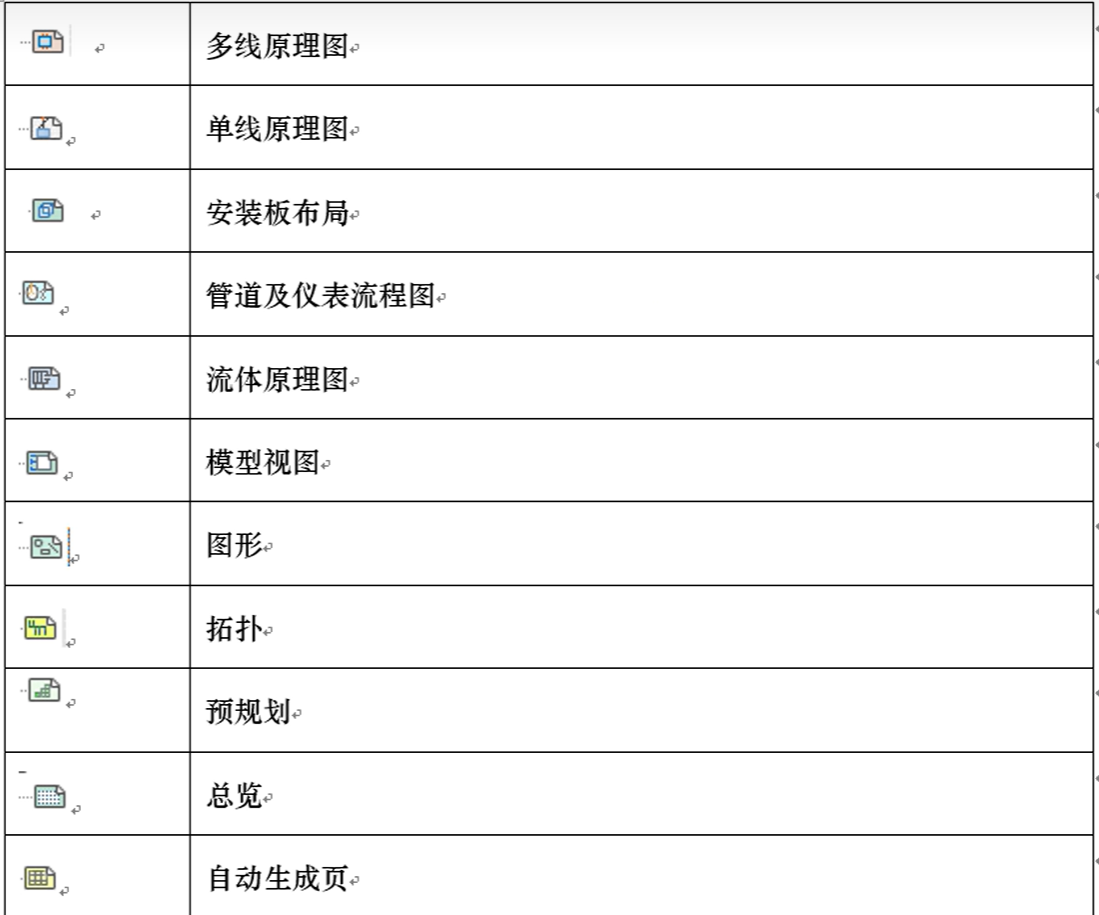 多线原理图
单线原理图
安装板布局
管道及仪表流程图
流体原理图
模型视图
图形
拓扑
预规划
总览
自动生成页